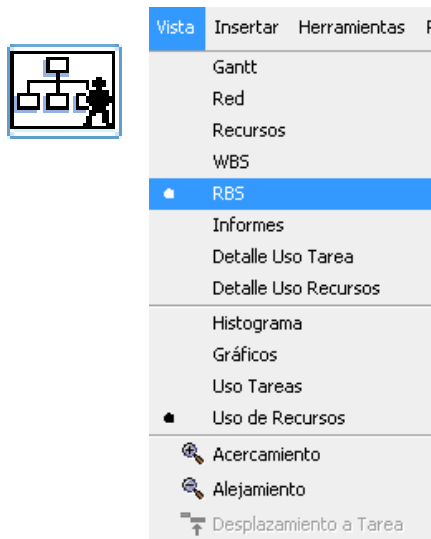 Vista Insertar Herramientas
Gantt
Red
Recursos
WBS
RBS
Informes
Detalle Uso Tarea
Detalle Uso Recursos
Histograma
Gráficos
Uso Tareas
Uso de Recursos
Acercamiento
Alejamiento
Desplazamiento a Tarea